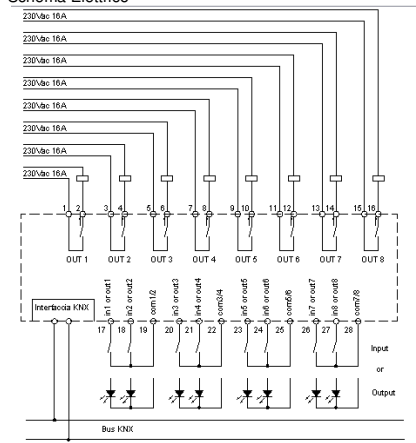 Schema Elettrico
230Vac 16A
230Vac 16A
230Vac 16A
230Vac 16A
230Vac 16A
230Vac 16A
230Vac 16A
230Vac 16A
1 2 3 4 5 6 7 8 9 10 11 12 13 14 15 16
OUT 1 OUT 2 OUT 3 OUT 4 OUT 5 OUT 6 OUT 7 OUT 8
in1 or out1 in2 or out2 com1/2 in3 or out3 in4 or out4 com3/4 in5 or out5 in6 or out6 com5/6 in7 or out7 in8 or out8 com7/8
Interfaccia KNX
17 18 19 20 21 22 23 24 25 26 27 28
Input
or
Output
Bus KNX